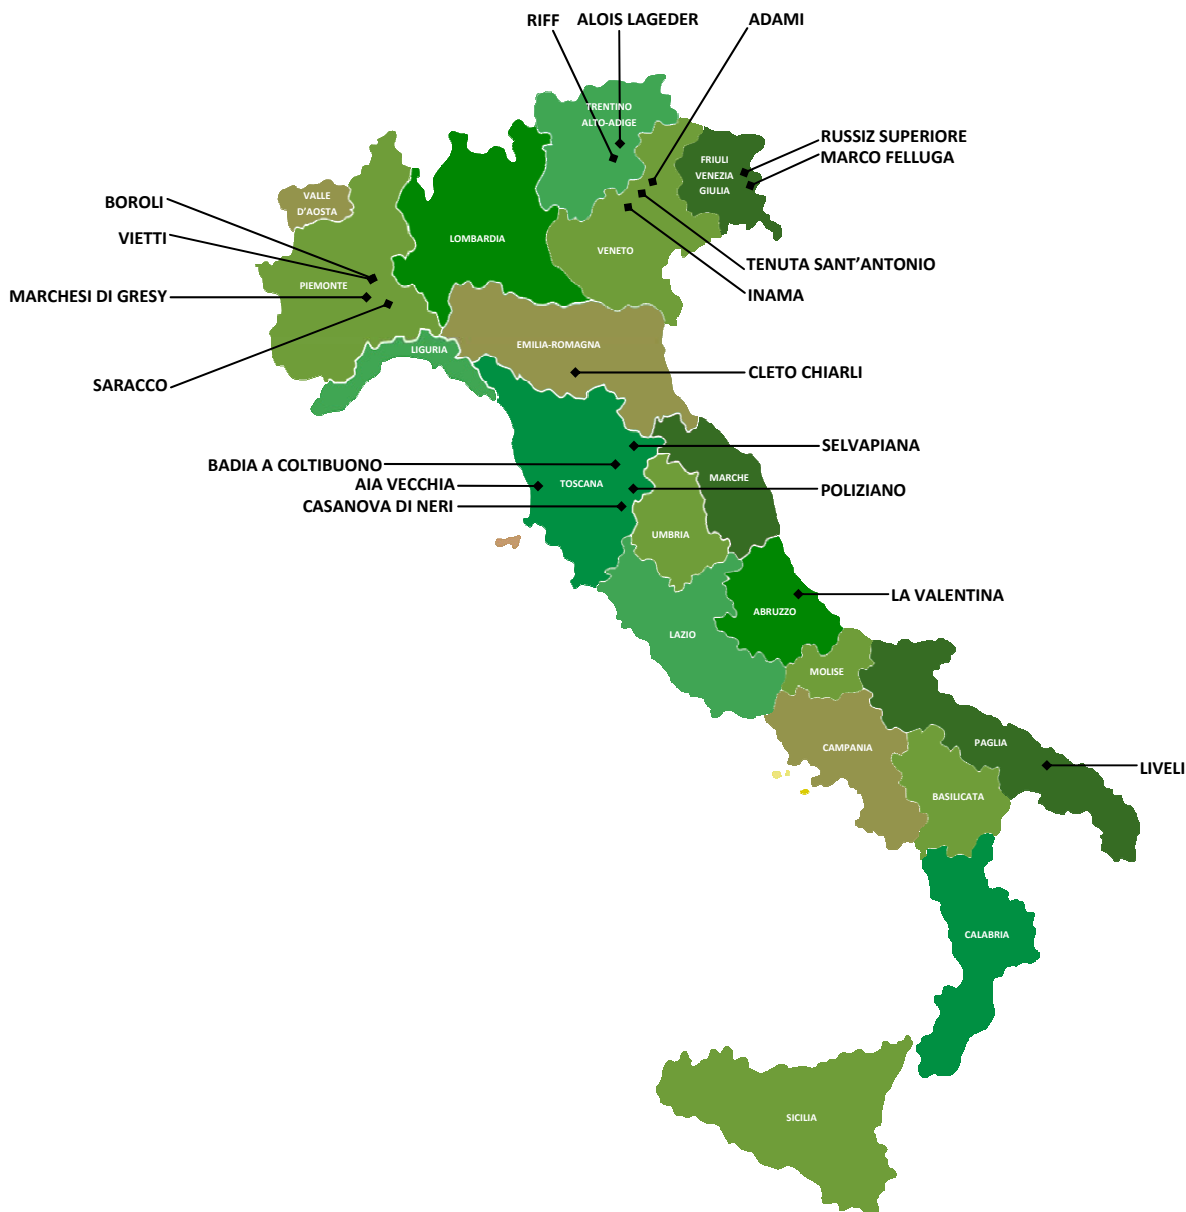 RIFF
ALOIS LAGEDER
ADAMI
TRENTINO
ALTO-ADIGE
RUSSIZ SUPERIORE
MARCO FELLUGA
FRIULI
VENEZIA
GIULIA
VALLE
D'AOSTA
BOROLI
VIETTI
LOMBARDIA
VENETO
TENUTA SANT'ANTONIO
MARCHESI DI GRESY
PIEMONTE
INAMA
EMILIA-ROMAGNA
LIGURIA
CLETO CHIARLI
SARACCO
SELVAPIANA
BADIA A COLTIBUONO
MARCHE
AIA VECCHIA
TOSCANA
POLIZIANO
CASANOVA DI NERI
UMBRIA
LA VALENTINA
ABRUZZO
LAZIO
MOLISE
CAMPANIA
PAGLIA
LIVELI
BASILICATA
CALABRIA
SICILIA